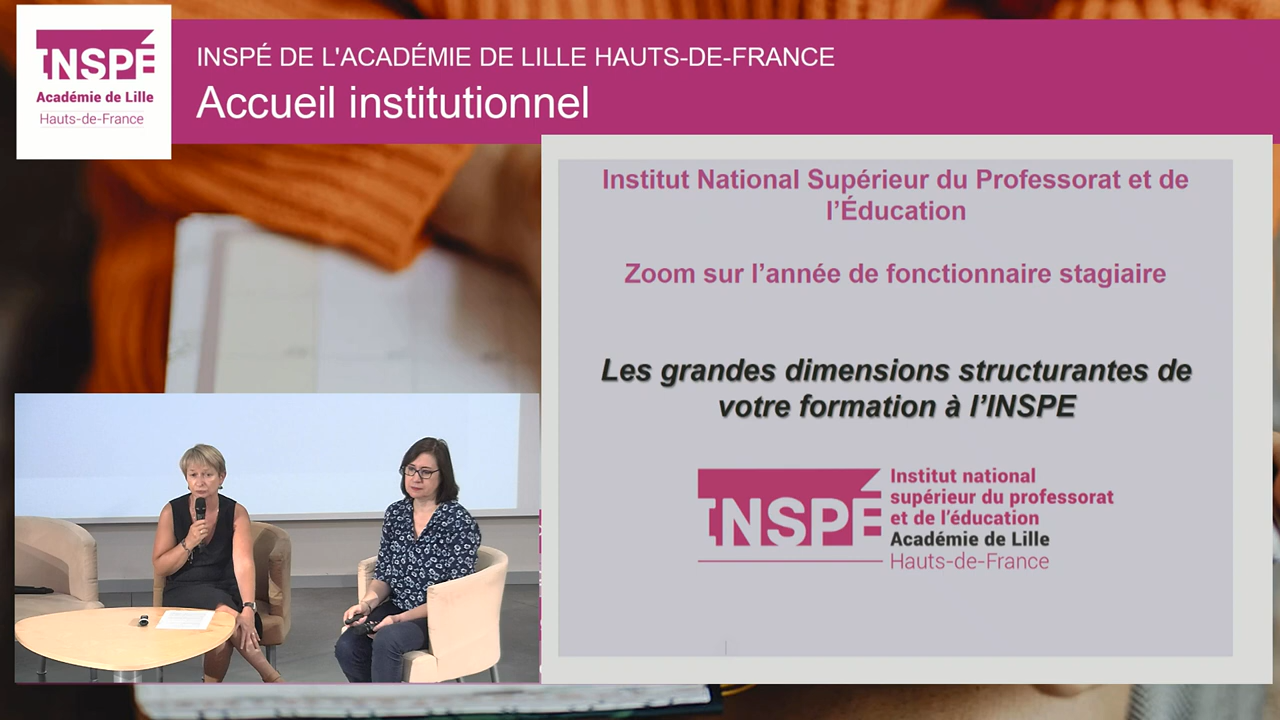 INSPÉ
Académie de Lille
Hauts-de-France
INSPÉ DE L'ACADÉMIE DE LILLE HAUTS-DE-FRANCE
Accueil institutionnel
Institut National Supérieur du Professorat et de
l'Éducation
Zoom sur l'année de fonctionnaire stagiaire
Les grandes dimensions structurantes de
votre formation à l'INSPE
INSPÉ
Institut national
supérieur du professorat
et de l'éducation
Académie de Lille
Hauts-de-France